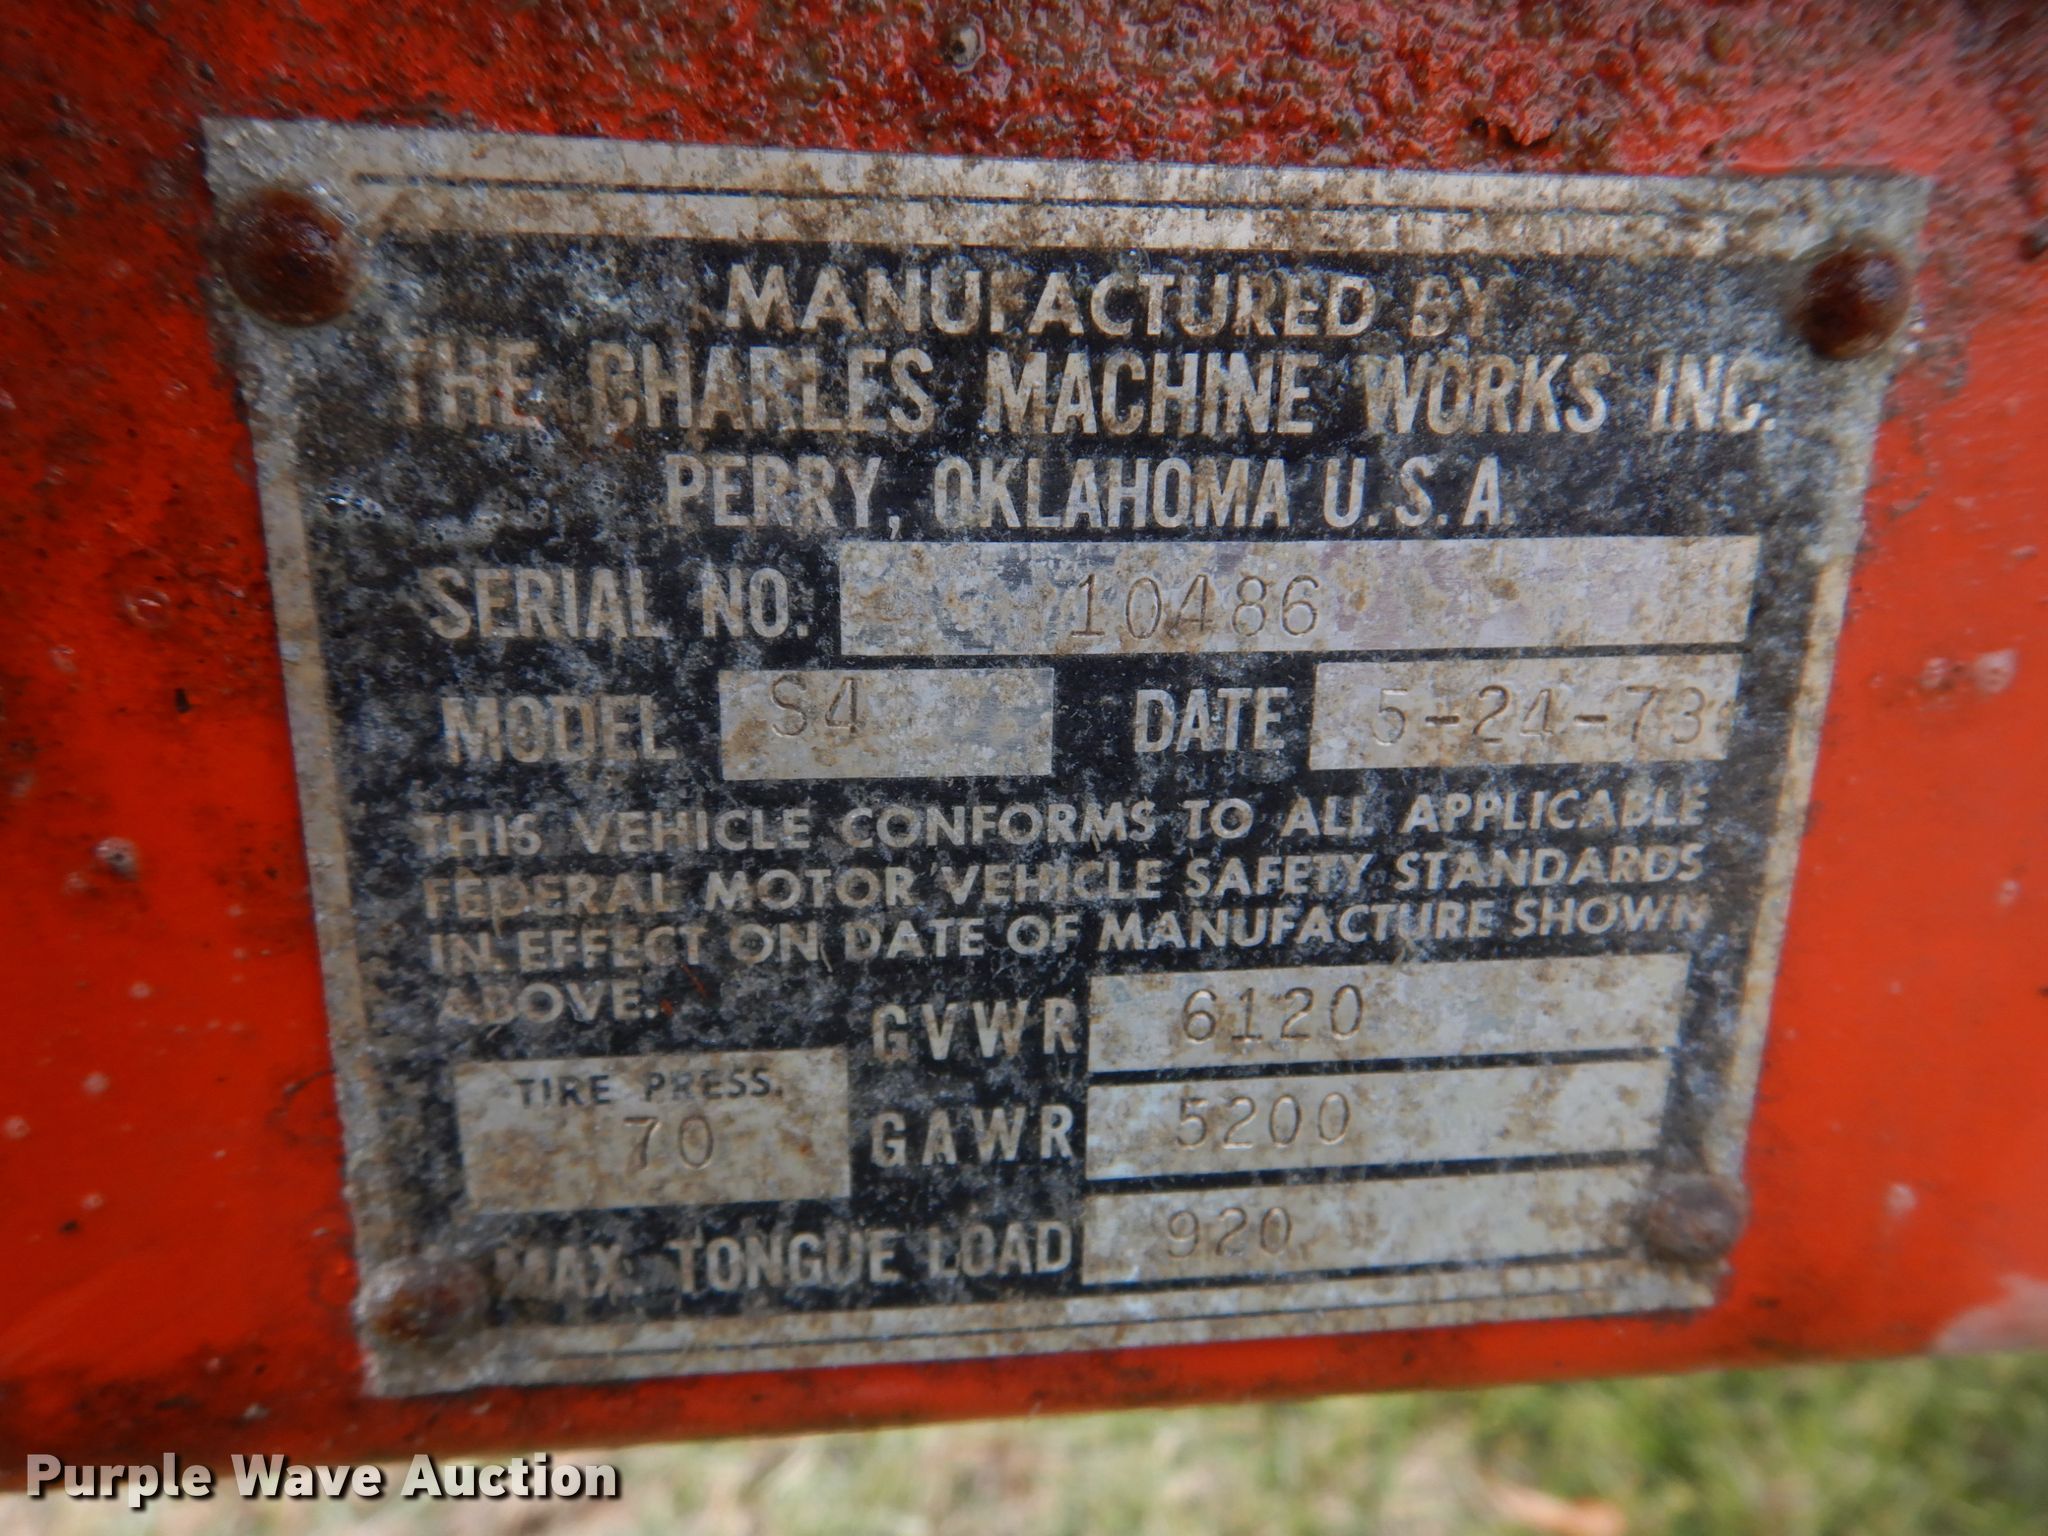 MANUFACTURED BY
THE CHARLES MACHINE WORKS INC.
PERRY, OKLAHOMA U.S.A.
SERIAL NO. 10486
MODEL S4 DATE 5-24-73
THIS VEHICLE CONFORMS TO ALL APPLICABLE
FEDERAL MOTOR VEHICLE SAFETY STANDARDS
IN EFFECT ON DATE OF MANUFACTURE SHOWN
ABOVE.
GVWR 6120
TIRE PRESS.
70
GAWR 5200
MAX. TONGUE LOAD 920
Purple Wave Auction